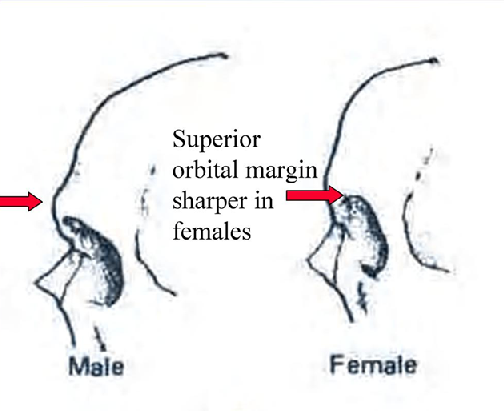 Superior
orbital margin
sharper in
females
Male
Female